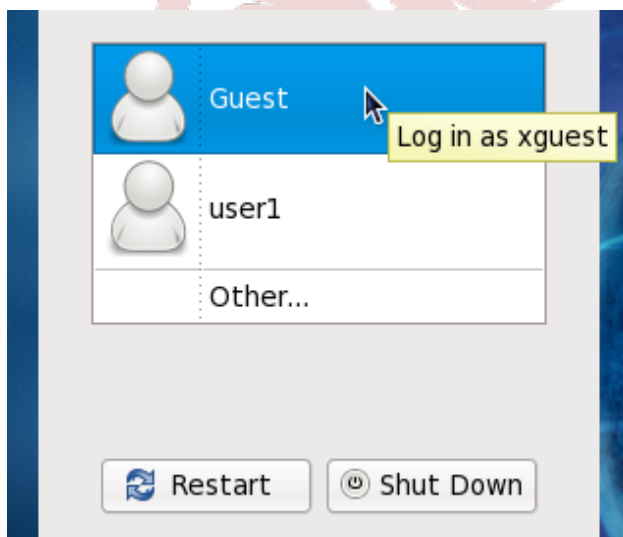 Guest
Log in as xguest
user1
Other...
Restart
Shut Down